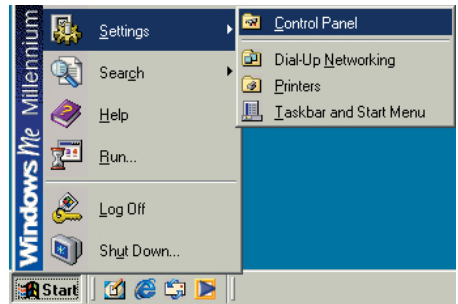 Windows Me Millennium
Settings
Search
Help
Run...
Log Off
Shut Down...
Control Panel
Dial-Up Networking
Printers
Taskbar and Start Menu
Start